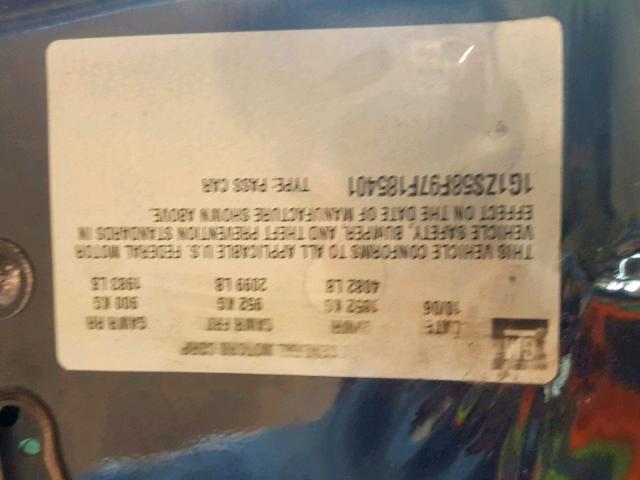 GM
GENERAL MOTORS CORP
DATE GVWR GAWR FRT GAWR RR
10/06 1852 KG 952 KG 900 KG
4082 LB 2099 LB 1983 LB
THIS VEHICLE CONFORMS TO ALL APPLICABLE U.S. FEDERAL MOTOR
VEHICLE SAFETY, BUMPER, AND THEFT PREVENTION STANDARDS IN
EFFECT ON THE DATE OF MANUFACTURE SHOWN ABOVE.
1G1ZS58F97F185401 TYPE: PASS CAR